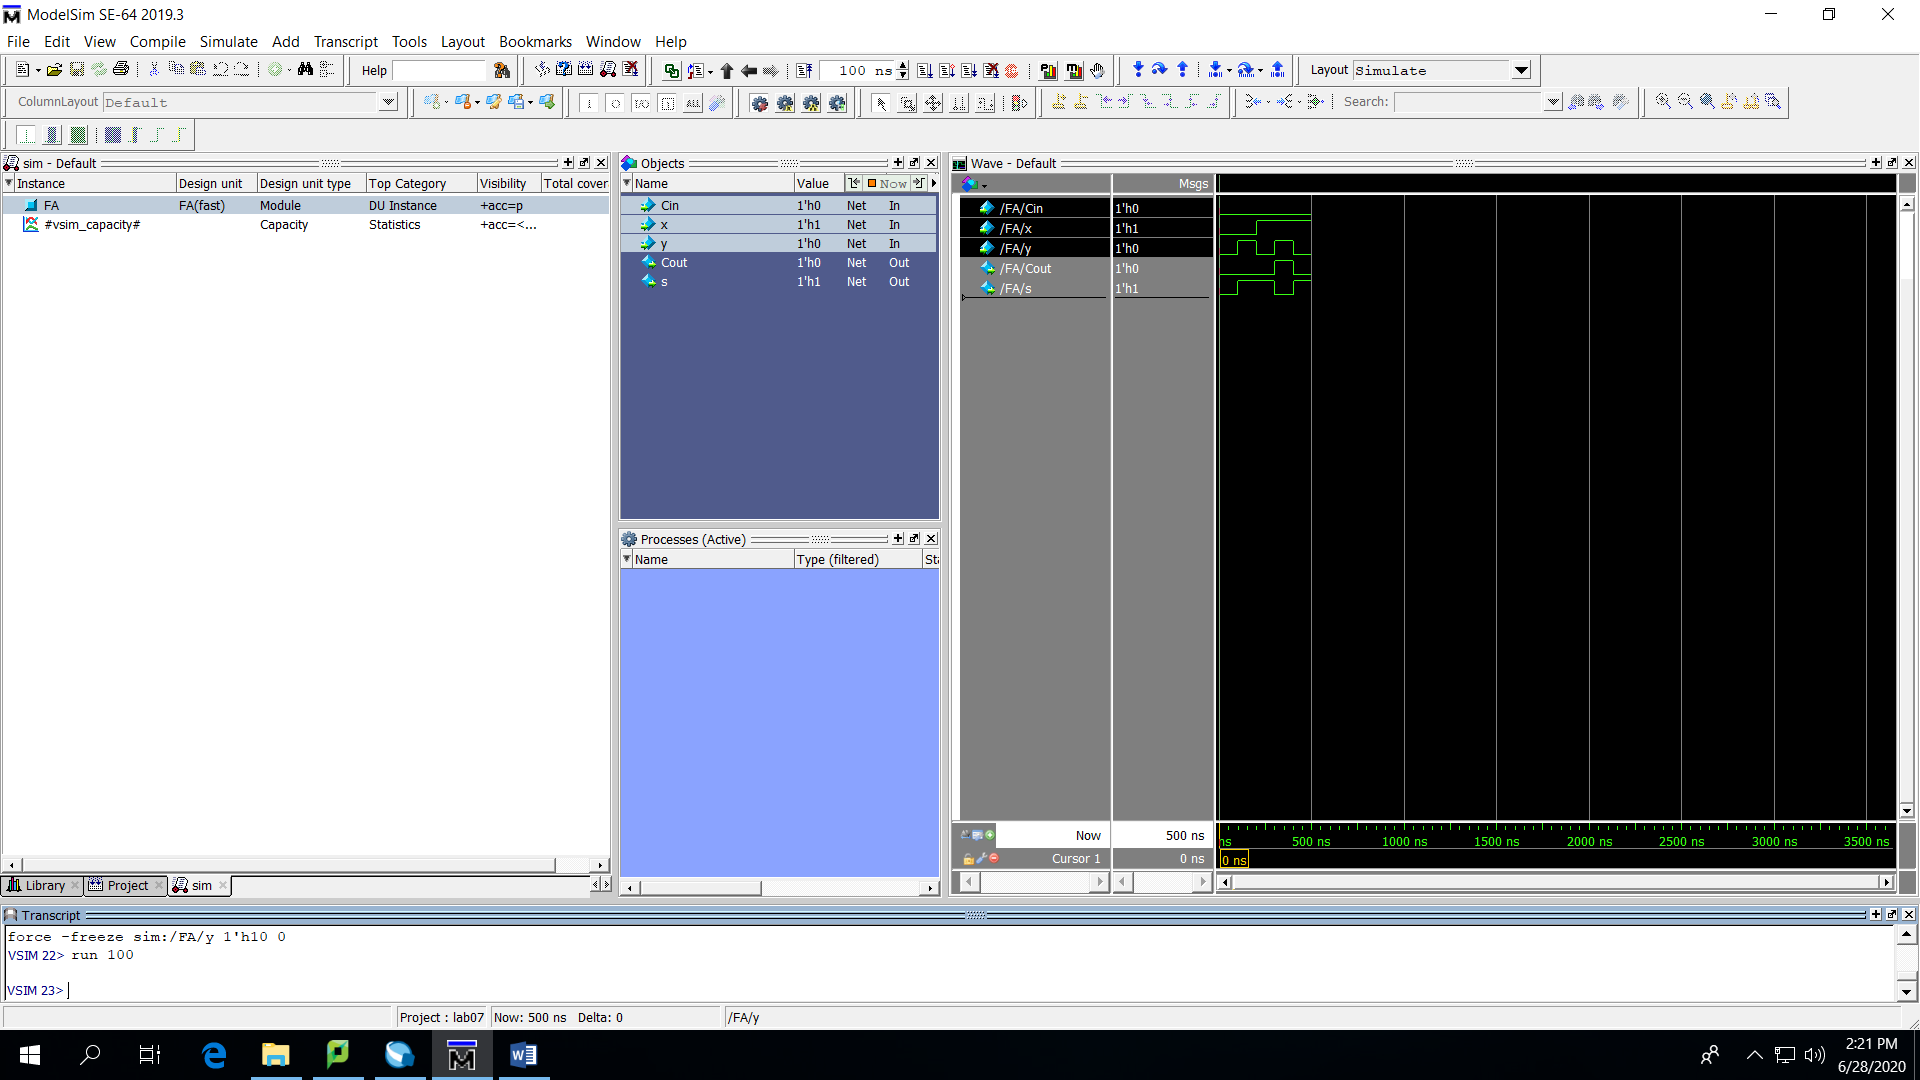 ModelSim SE-64 2019.3
File Edit View Compile Simulate Add Transcript Tools Layout Bookmarks Window Help
Help 100 ns Layout Simulate
ColumnLayout Default I/O ALL Search:
sim - Default
Instance Design unit Design unit type Top Category Visibility Total cover
FA FA(fast) Module DU Instance +acc=p
#vsim_capacity# Capacity Statistics +acc=<...
Library Project sim
Objects
Name Value Now
Cin 1'h0 Net In
x 1'h1 Net In
y 1'h0 Net In
Cout 1'h0 Net Out
s 1'h1 Net Out
Processes (Active)
Name Type (filtered) Sta
Wave - Default
Msgs
/FA/Cin 1'h0
/FA/x 1'h1
/FA/y 1'h0
/FA/Cout 1'h0
/FA/s 1'h1
Now 500 ns ns 500 ns 1000 ns 1500 ns 2000 ns 2500 ns 3000 ns 3500 ns
Cursor 1 0 ns 0 ns
Transcript
force -freeze sim:/FA/y 1'h10 0
VSIM 22> run 100
VSIM 23>
Project : lab07 Now: 500 ns Delta: 0 /FA/y
2:21 PM
6/28/2020